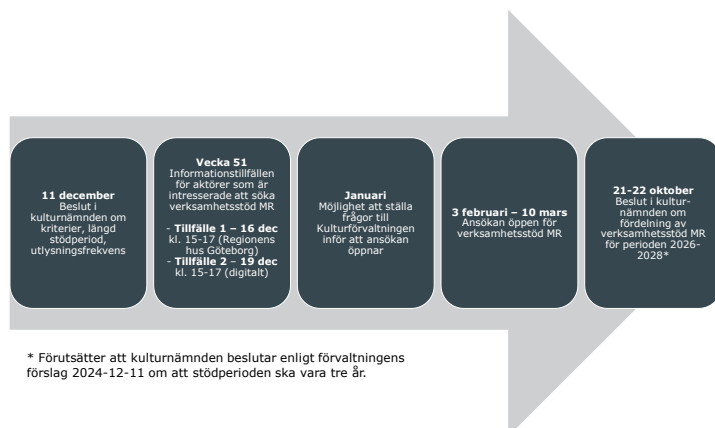 11 december
Beslut i
kulturnämnden om
kriterier, längd
stödperiod,
utlysningsfrekvens
Vecka 51
Informationstillfällen
för aktörer som är
intresserade att söka
verksamhetsstöd MR
- Tillfälle 1 – 16 dec
kl. 15-17 (Regionens
hus Göteborg)
- Tillfälle 2 – 19 dec
kl. 15-17 (digitalt)
Januari
Möjlighet att ställa
frågor till
Kulturförvaltningen
inför att ansökan
öppnar
3 februari – 10 mars
Ansökan öppen för
verksamhetsstöd MR
21-22 oktober
Beslut i kultur-
nämnden om
fördelning av
verksamhetsstöd MR
för perioden 2026-
2028*
* Förutsätter att kulturnämnden beslutar enligt förvaltningens
förslag 2024-12-11 om att stödperioden ska vara tre år.